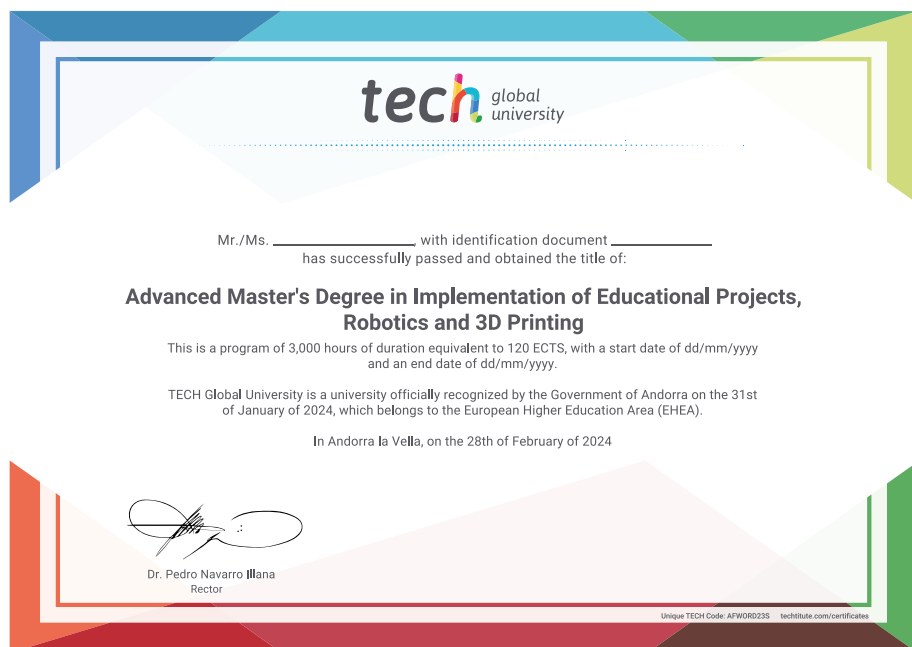 tech global
university
Mr./Ms. ____________________, with identification document ______________
has successfully passed and obtained the title of:
Advanced Master's Degree in Implementation of Educational Projects,
Robotics and 3D Printing
This is a program of 3,000 hours of duration equivalent to 120 ECTS, with a start date of dd/mm/yyyy
and an end date of dd/mm/yyyy.
TECH Global University is a university officially recognized by the Government of Andorra on the 31st
of January of 2024, which belongs to the European Higher Education Area (EHEA).
In Andorra la Vella, on the 28th of February of 2024
Dr. Pedro Navarro Illana
Rector
Unique TECH Code: AFWORD23S techtitute.com/certificates